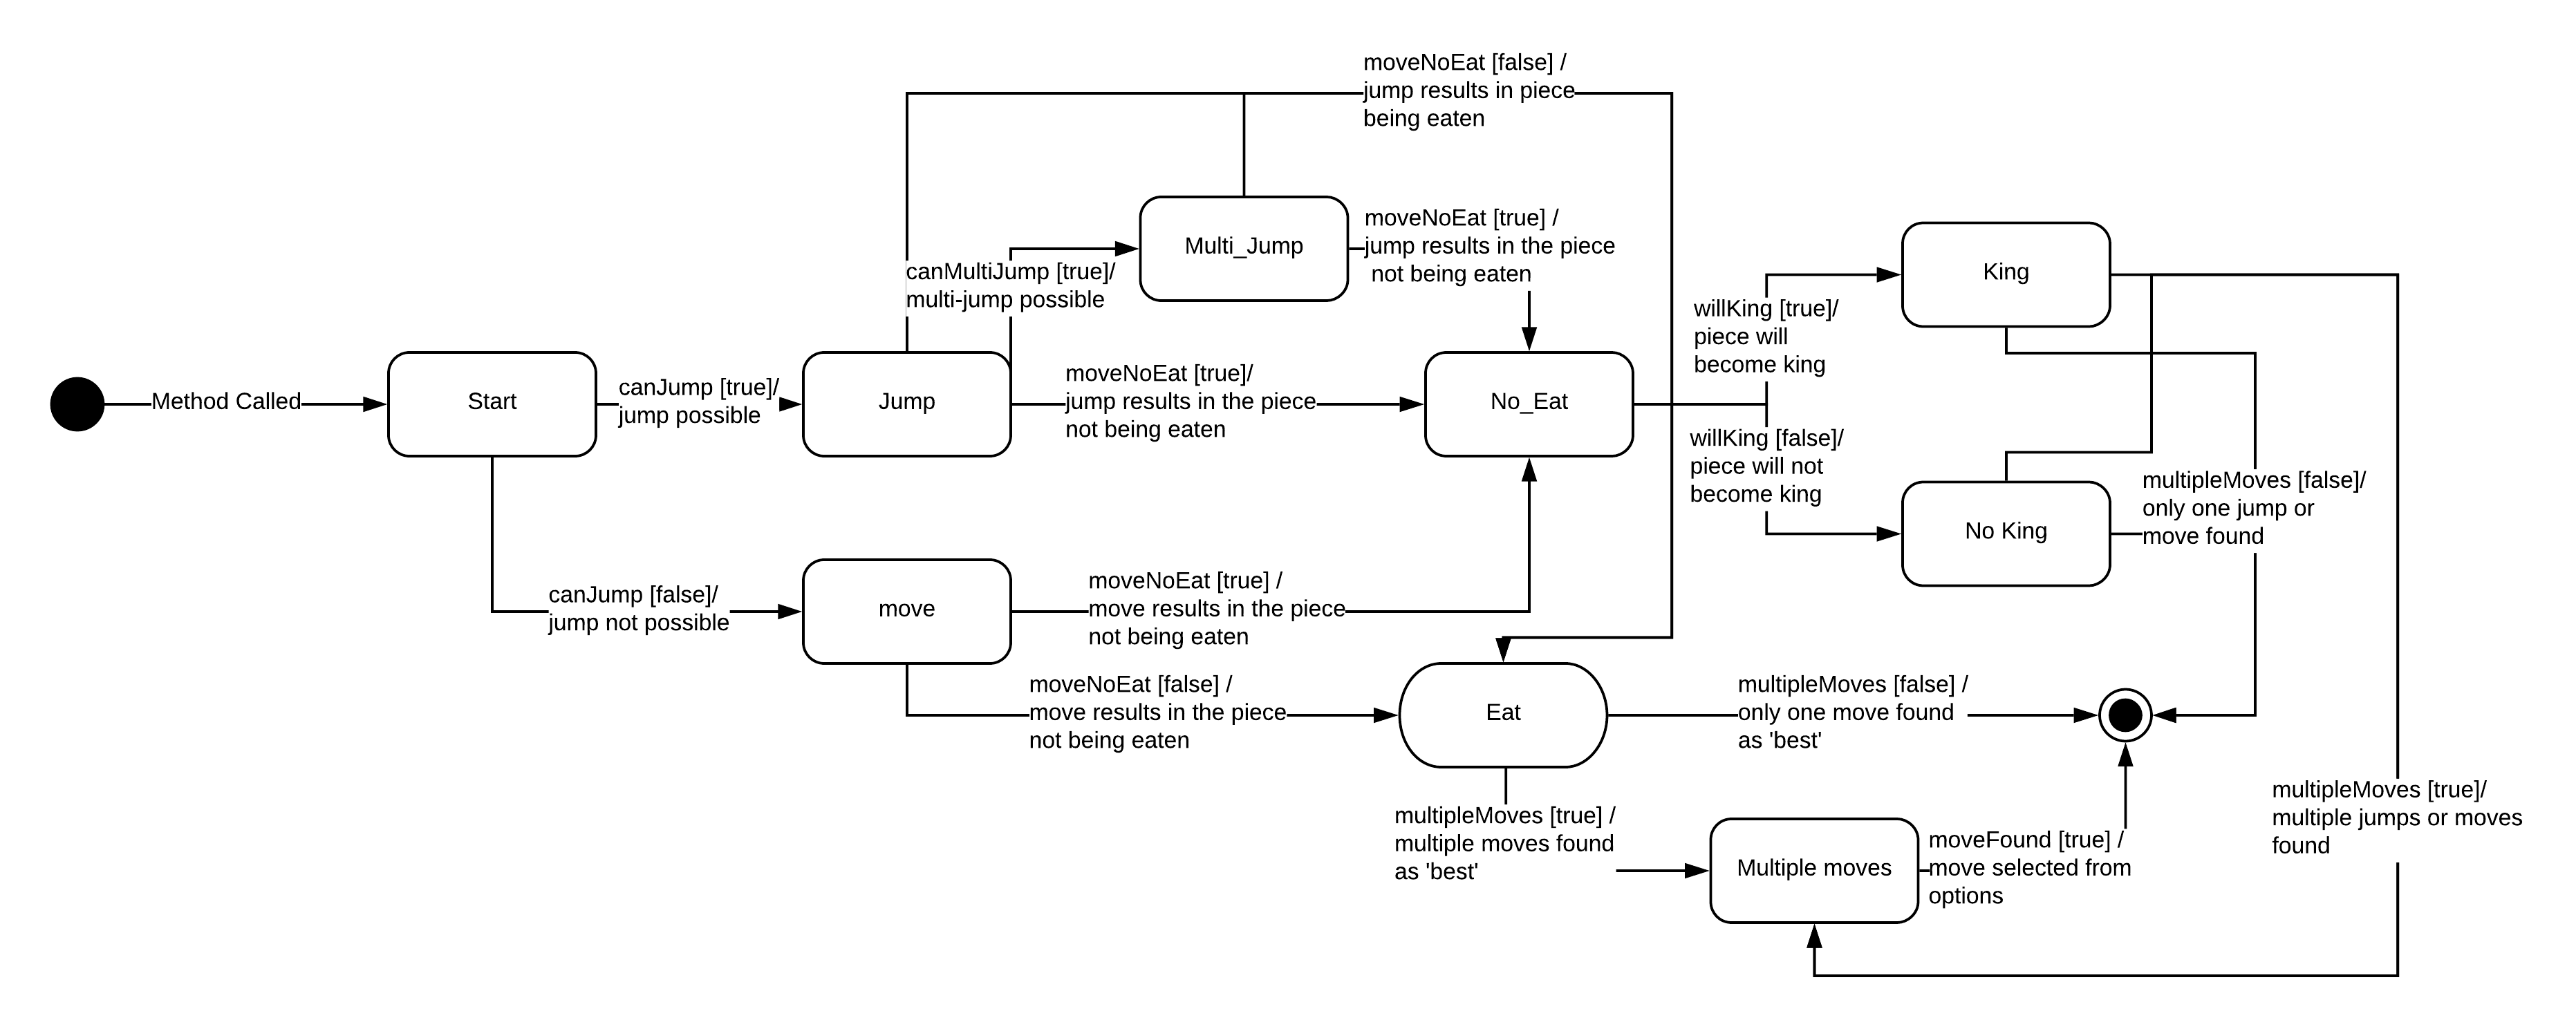 moveNoEat [false] /
jump results in piece
being eaten
Multi_Jump
moveNoEat [true] /
jump results in the piece
not being eaten
canMultiJump [true]/
multi-jump possible
King
willKing [true]/
piece will
become king
Method Called
Start
canJump [true]/
jump possible
Jump
moveNoEat [true]/
jump results in the piece
not being eaten
No_Eat
willKing [false]/
piece will not
become king
No King
multipleMoves [false]/
only one jump or
move found
canJump [false]/
jump not possible
move
moveNoEat [true] /
move results in the piece
not being eaten
moveNoEat [false] /
move results in the piece
not being eaten
Eat
multipleMoves [false] /
only one move found
as 'best'
multipleMoves [true] /
multiple moves found
as 'best'
Multiple moves
moveFound [true] /
move selected from
options
multipleMoves [true]/
multiple jumps or moves
found